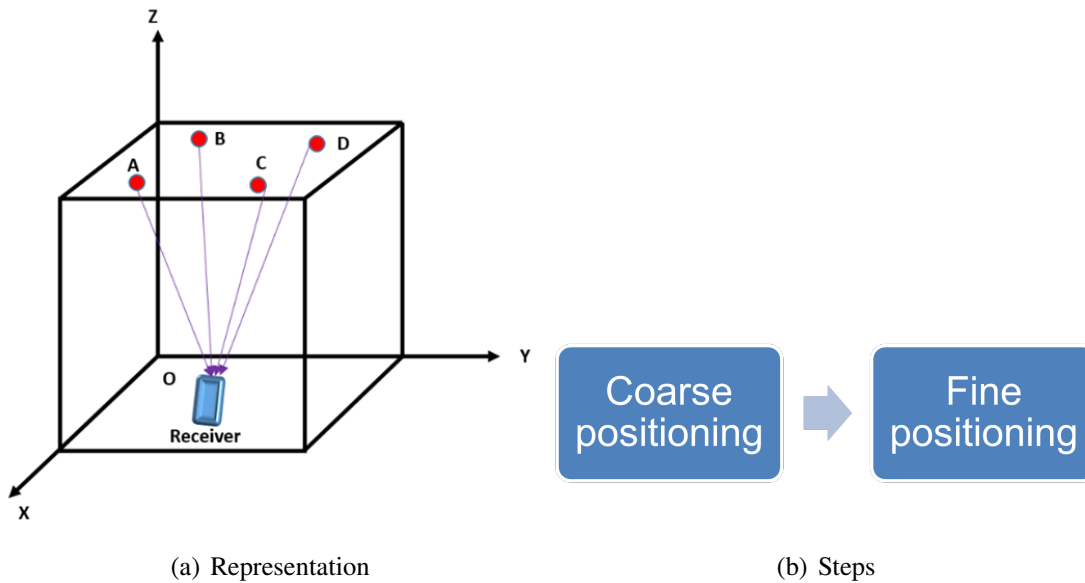 Z
B
D
A
C
Y
O
Receiver
X
Coarse
positioning
Fine
positioning
(a) Representation
(b) Steps